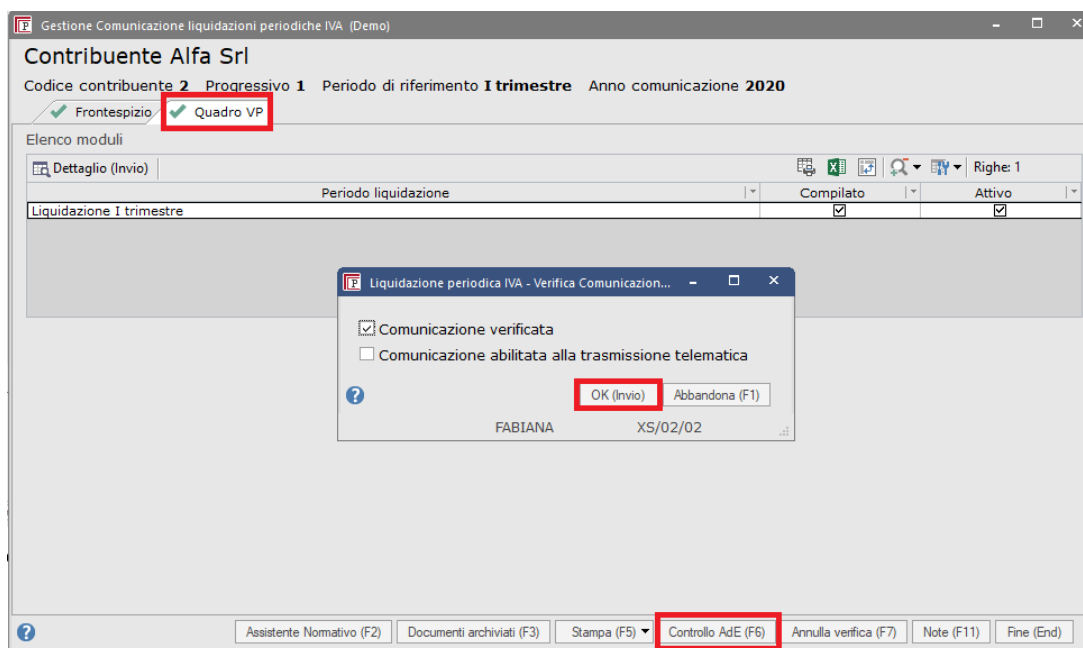 Gestione Comunicazione liquidazioni periodiche IVA (Demo)
Contribuente Alfa Srl
Codice contribuente 2 Progressivo 1 Periodo di riferimento I trimestre Anno comunicazione 2020
Frontespizio Quadro VP
Elenco moduli
Dettaglio (Invio) Righe: 1
Periodo liquidazione Compilato Attivo
Liquidazione I trimestre
Liquidazione periodica IVA - Verifica Comunicazion...
Comunicazione verificata
Comunicazione abilitata alla trasmissione telematica
OK (Invio) Abbandona (F1)
FABIANA XS/02/02
Assistente Normativo (F2) Documenti archiviati (F3) Stampa (F5) Controllo AdE (F6) Annulla verifica (F7) Note (F11) Fine (End)